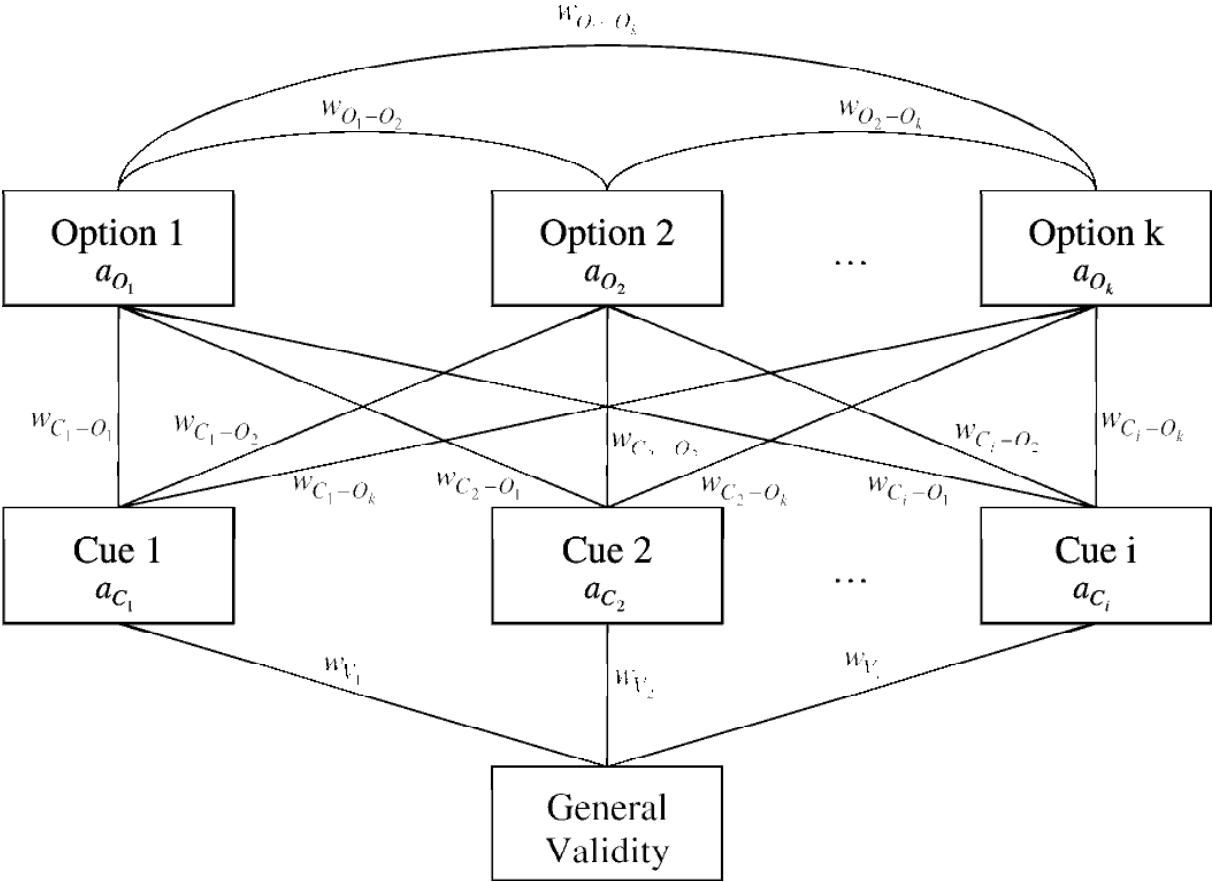 w_{O_1-O_2}
w_{O_2-O_k}
Option 1
a_{O_1}
Option 2
a_{O_2}
...
Option k
a_{O_k}
w_{C_1-O_1}
w_{C_1-O_2}
w_{C_i-O_2}
w_{C_i-O_k}
w_{C_1-O_k}
w_{C_2-O_1}
w_{C_2-O_k}
w_{C_i-O_1}
Cue 1
a_{C_1}
Cue 2
a_{C_2}
...
Cue i
a_{C_i}
w_{V_1}
w_{V_2}
General
Validity